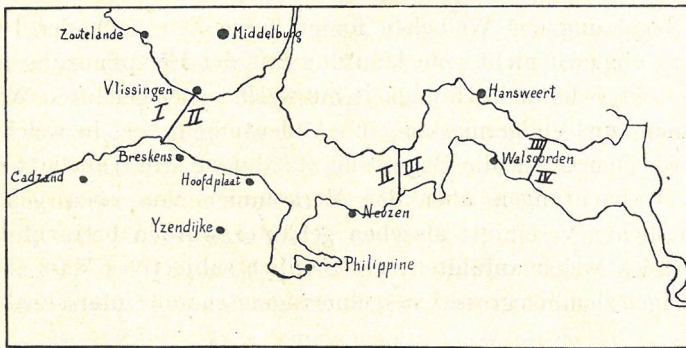 Zoutelande
Middelburg
Vlissingen
I
II
Hansweert
Breskens
Cadzand
Hoofdplaat
II
III
Walsoorden
III
IV
Neuzen
Yzendijke
Philippine